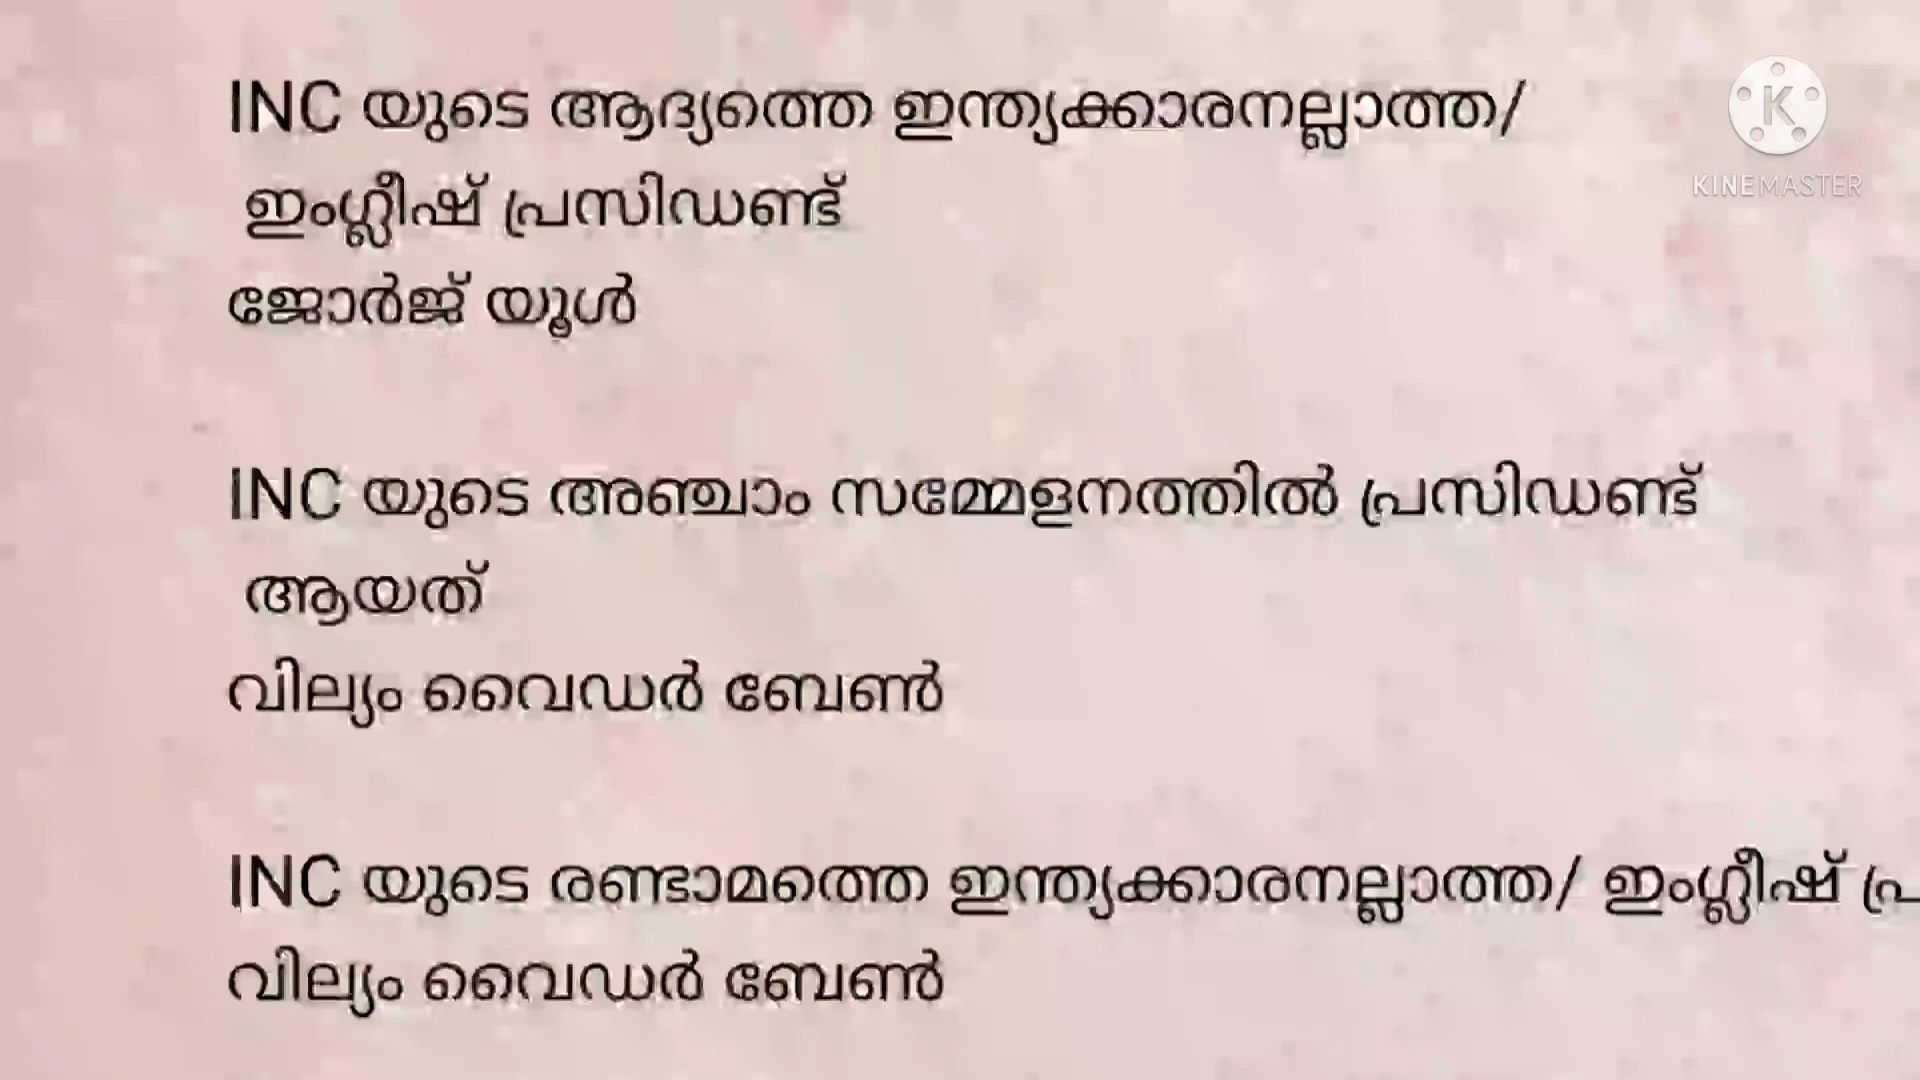 INC യുടെ ആദ്യത്തെ ഇന്ത്യക്കാരനല്ലാത്ത/
ഇംഗ്ലീഷ് പ്രസിഡണ്ട്
ജോർജ് യൂൾ
KINEMASTER
INC യുടെ അഞ്ചാം സമ്മേളനത്തിൽ പ്രസിഡണ്ട്
ആയത്
വില്യം വൈഡർ ബേൺ
INC യുടെ രണ്ടാമത്തെ ഇന്ത്യക്കാരനല്ലാത്ത/ ഇംഗ്ലീഷ്
വില്യം വൈഡർ ബേൺ